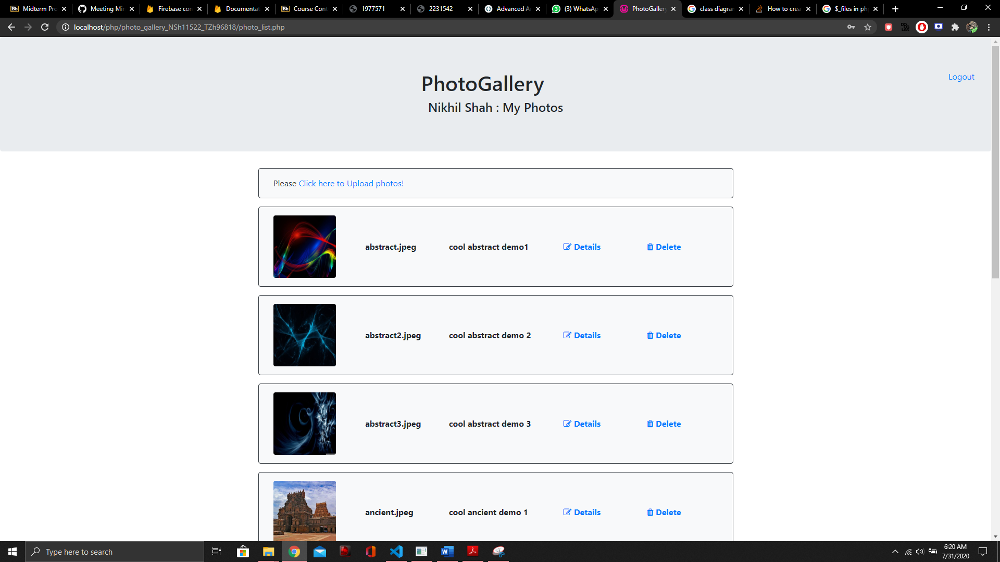 Midterm Pro
Meeting Min
Firebase con
Documentat
Course Cont
1977571
2231542
Advanced A
(3) WhatsAp
PhotoGallery
class diagran
How to crea
$_files in ph
localhost/php/photo_gallery_NSh11522_TZh96818/photo_list.php
PhotoGallery
Logout
Nikhil Shah : My Photos
Please Click here to Upload photos!
abstract.jpeg cool abstract demo1 Details Delete
abstract2.jpeg cool abstract demo 2 Details Delete
abstract3.jpeg cool abstract demo 3 Details Delete
ancient.jpeg cool ancient demo 1 Details Delete
Type here to search
6:20 AM
7/31/2020